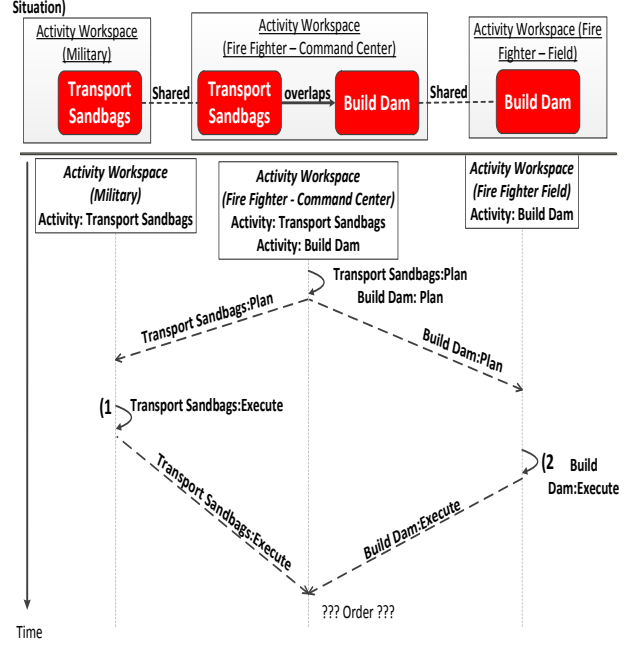 Situation)
Activity Workspace
(Military)
Activity Workspace
(Fire Fighter – Command Center)
Activity Workspace (Fire
Fighter – Field)
Transport
Sandbags
Shared
Transport
Sandbags
overlaps
Build Dam
Shared
Build Dam
Activity Workspace
(Military)
Activity: Transport Sandbags
Activity Workspace
(Fire Fighter - Command Center)
Activity: Transport Sandbags
Activity: Build Dam
Activity Workspace
(Fire Fighter Field)
Activity: Build Dam
Transport Sandbags:Plan
Build Dam: Plan
Transport Sandbags:Plan
Build Dam:Plan
(1 Transport Sandbags:Execute
(2 Build
Dam:Execute
Transport Sandbags:Execute
Build Dam:Execute
??? Order ???
Time